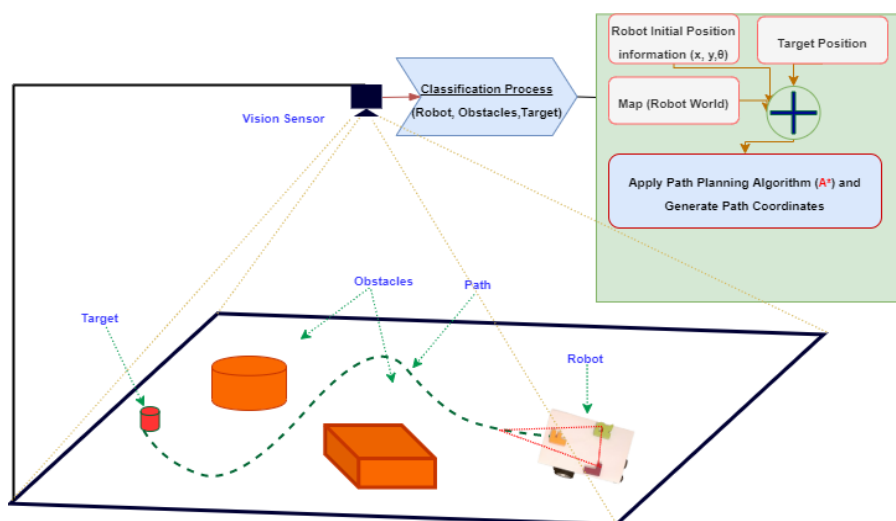 Robot Initial Position
information (x, y,θ)
Target Position
Classification Process
(Robot, Obstacles,Target)
Map (Robot World)
Vision Sensor
Apply Path Planning Algorithm (A*) and
Generate Path Coordinates
Obstacles
Path
Target
Robot